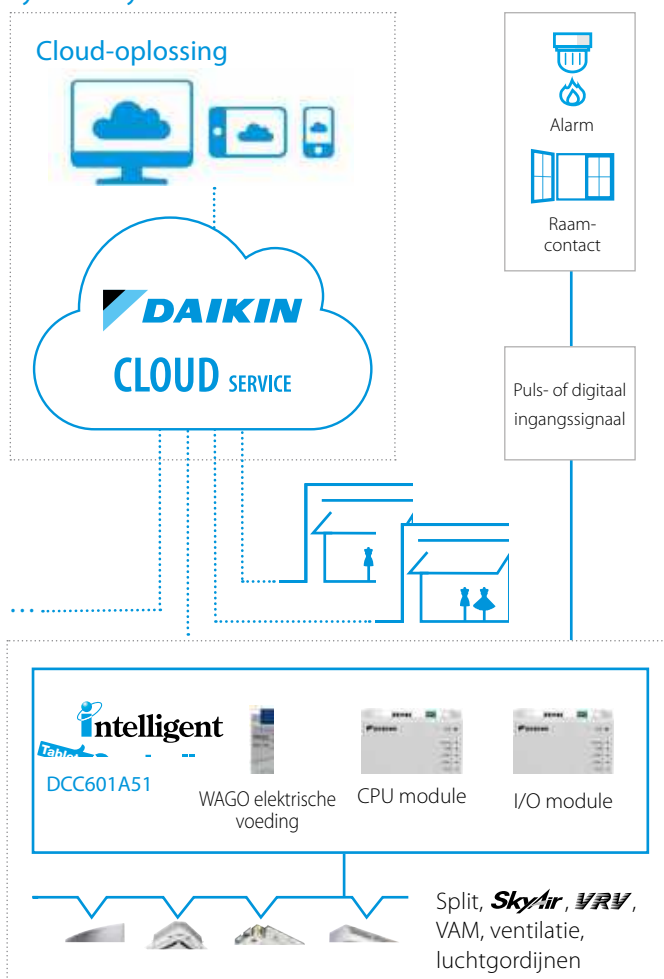 Cloud-oplossing
DAIKIN
CLOUD SERVICE
Alarm
Raam-
contact
Puls- of digitaal
ingangssignaal
...
intelligent
Tablet
DCC601A51
WAGO elektrische
voeding
CPU module
I/O module
Split, SkyAir, VRV,
VAM, ventilatie,
luchtgordijnen